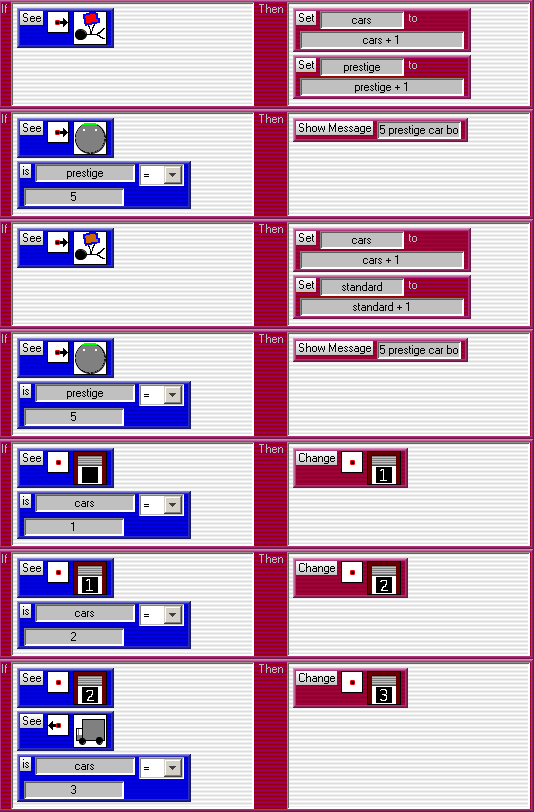 If
See
Then
Set cars to
cars + 1
Set prestige to
prestige + 1
If
See
is prestige =
5
Then
Show Message 5 prestige car bo
If
See
Then
Set cars to
cars + 1
Set standard to
standard + 1
If
See
is prestige =
5
Then
Show Message 5 prestige car bo
If
See
is cars =
1
Then
Change 1
If
See 1
is cars =
2
Then
Change 2
If
See 2
See
is cars =
3
Then
Change 3